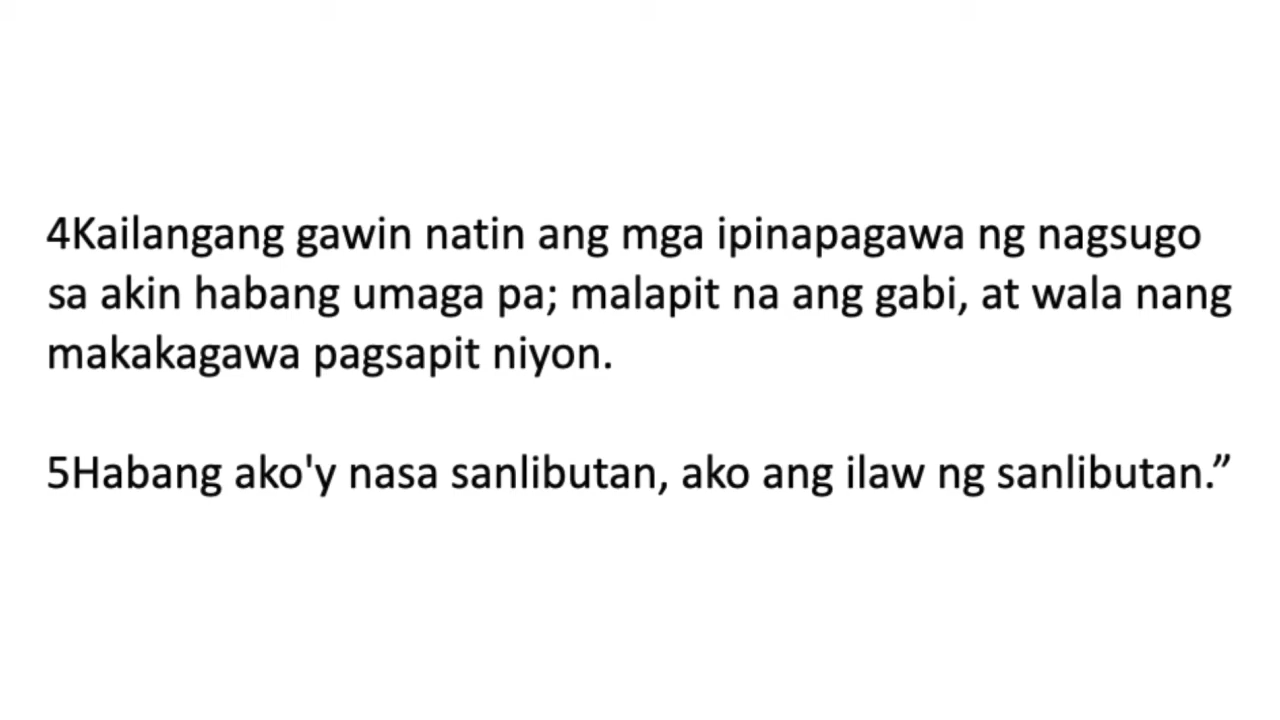 4Kailangang gawin natin ang mga ipinapagawa ng nagsugo
sa akin habang umaga pa; malapit na ang gabi, at wala nang
makakagawa pagsapit niyon.
5Habang ako'y nasa sanlibutan, ako ang ilaw ng sanlibutan.”